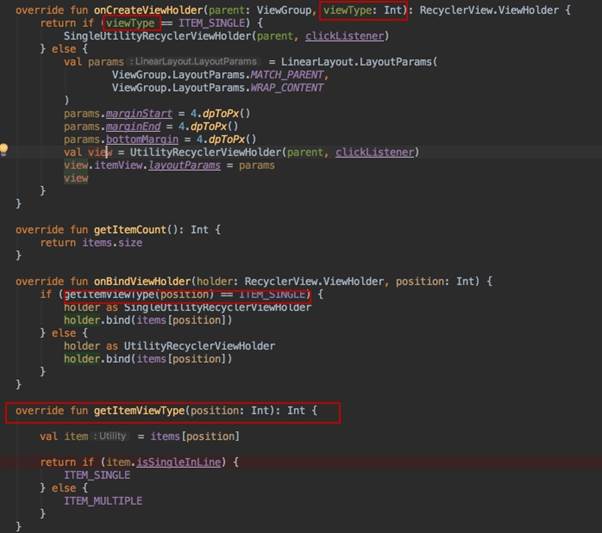 override fun onCreateViewHolder(parent: ViewGroup, viewType: Int): RecyclerView.ViewHolder {
return if (viewType == ITEM_SINGLE) {
SingleUtilityRecyclerViewHolder(parent, clickListener)
} else {
val params : LinearLayout.LayoutParams = LinearLayout.LayoutParams(
ViewGroup.LayoutParams.MATCH_PARENT,
ViewGroup.LayoutParams.WRAP_CONTENT
)
params.marginStart = 4.dpToPx()
params.marginEnd = 4.dpToPx()
params.bottomMargin = 4.dpToPx()
val view = UtilityRecyclerViewHolder(parent, clickListener)
view.itemView.layoutParams = params
view
}
}
override fun getItemCount(): Int {
return items.size
}
override fun onBindViewHolder(holder: RecyclerView.ViewHolder, position: Int) {
if (getItemViewType(position) == ITEM_SINGLE) {
holder as SingleUtilityRecyclerViewHolder
holder.bind(items[position])
} else {
holder as UtilityRecyclerViewHolder
holder.bind(items[position])
}
}
override fun getItemViewType(position: Int): Int {
val item : Utility = items[position]
return if (item.isSingleInLine) {
ITEM_SINGLE
} else {
ITEM_MULTIPLE
}
}